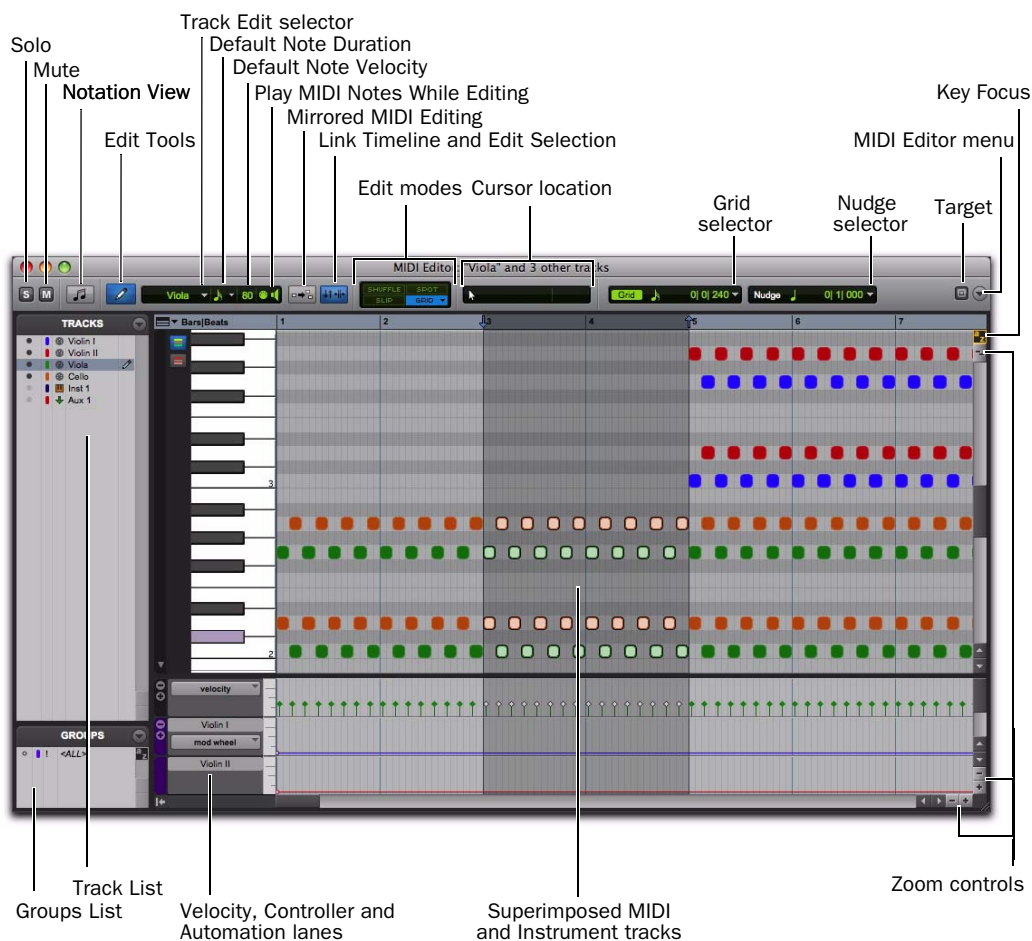 Track Edit selector
Solo
Default Note Duration
Mute
Default Note Velocity
Notation View
Play MIDI Notes While Editing
Key Focus
Mirrored MIDI Editing
Edit Tools
Link Timeline and Edit Selection
MIDI Editor menu
Edit modes
Cursor location
Grid
selector
Nudge
selector
Target
MIDI Editor: "Viola" and 3 other tracks
S M
Viola
80
SHUFFLE SPOT
SLIP GRID
Grid 0| 0| 240
Nudge 0| 1| 000
TRACKS
Bars|Beats 1 2 3 4 5 6 7
Violin I
Violin II
Viola
Cello
Inst 1
Aux 1
3
2
velocity
Violin I
mod wheel
Violin II
GROUPS
! <ALL>
a
z
Track List
Groups List
Velocity, Controller and
Automation lanes
Superimposed MIDI
and Instrument tracks
Zoom controls